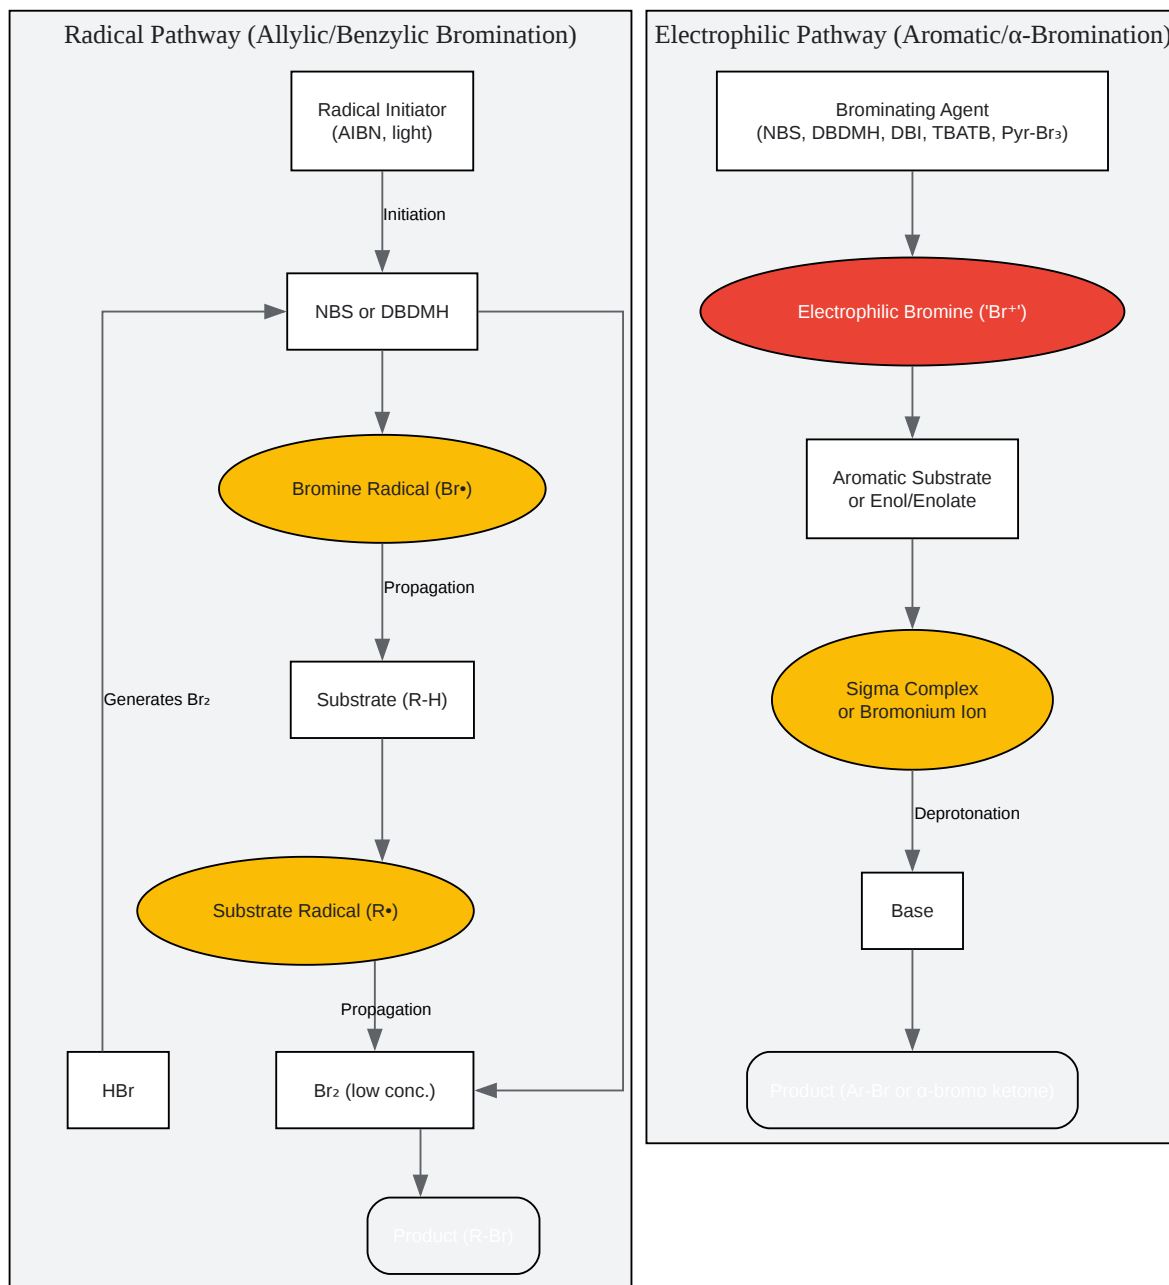 Radical Pathway (Allylic/Benzylic Bromination)
Radical Initiator
(AIBN, light)
Initiation
NBS or DBDMH
Bromine Radical (Br•)
Propagation
Substrate (R-H)
Generates Br₂
Substrate Radical (R•)
Propagation
HBr
Br₂ (low conc.)
Product (R-Br)
Electrophilic Pathway (Aromatic/α-Bromination)
Brominating Agent
(NBS, DBDMH, DBI, TBATB, Pyr-Br₃)
Electrophilic Bromine ('Br⁺')
Aromatic Substrate
or Enol/Enolate
Sigma Complex
or Bromonium Ion
Deprotonation
Base
Product (Ar-Br or α-bromo ketone)